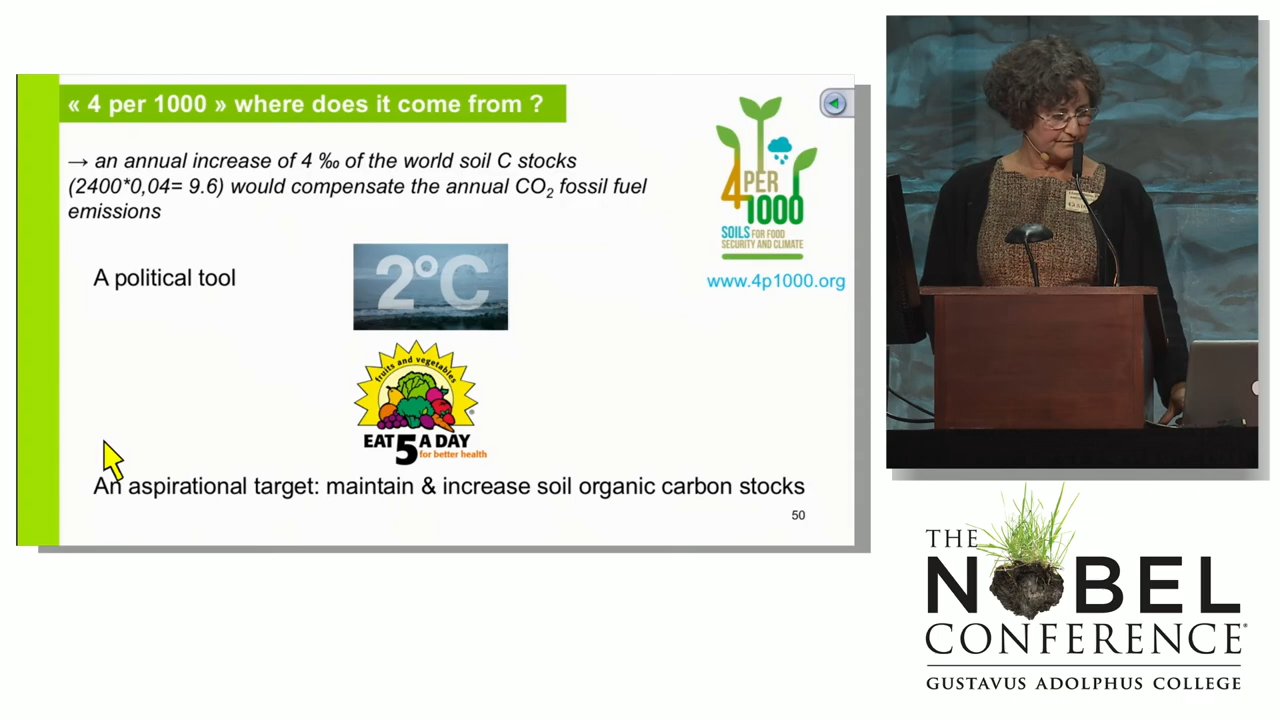 « 4 per 1000 » where does it come from ?
→ an annual increase of 4 ‰ of the world soil C stocks
(2400*0,04= 9.6) would compensate the annual CO2 fossil fuel
emissions
4 PER
1000
SOILS FOR FOOD
SECURITY AND CLIMATE
www.4p1000.org
A political tool
2°C
fruits and vegetables
EAT 5 A DAY
for better health
An aspirational target: maintain & increase soil organic carbon stocks
50
THE
NOBEL
CONFERENCE®
GUSTAVUS ADOLPHUS COLLEGE